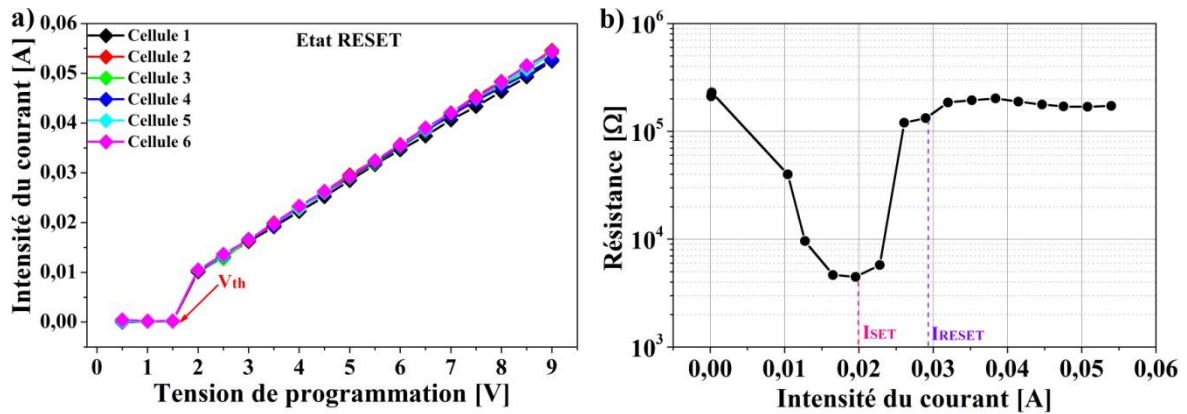 a)
Intensité du courant [A]
0,06
0,05
0,04
0,03
0,02
0,01
0,00
Cellule 1
Cellule 2
Cellule 3
Cellule 4
Cellule 5
Cellule 6
Etat RESET
Vth
0 1 2 3 4 5 6 7 8 9
Tension de programmation [V]
b)
Résistance [Ω]
10⁶
10⁵
10⁴
10³
ISET
IRESET
0,00 0,01 0,02 0,03 0,04 0,05 0,06
Intensité du courant [A]